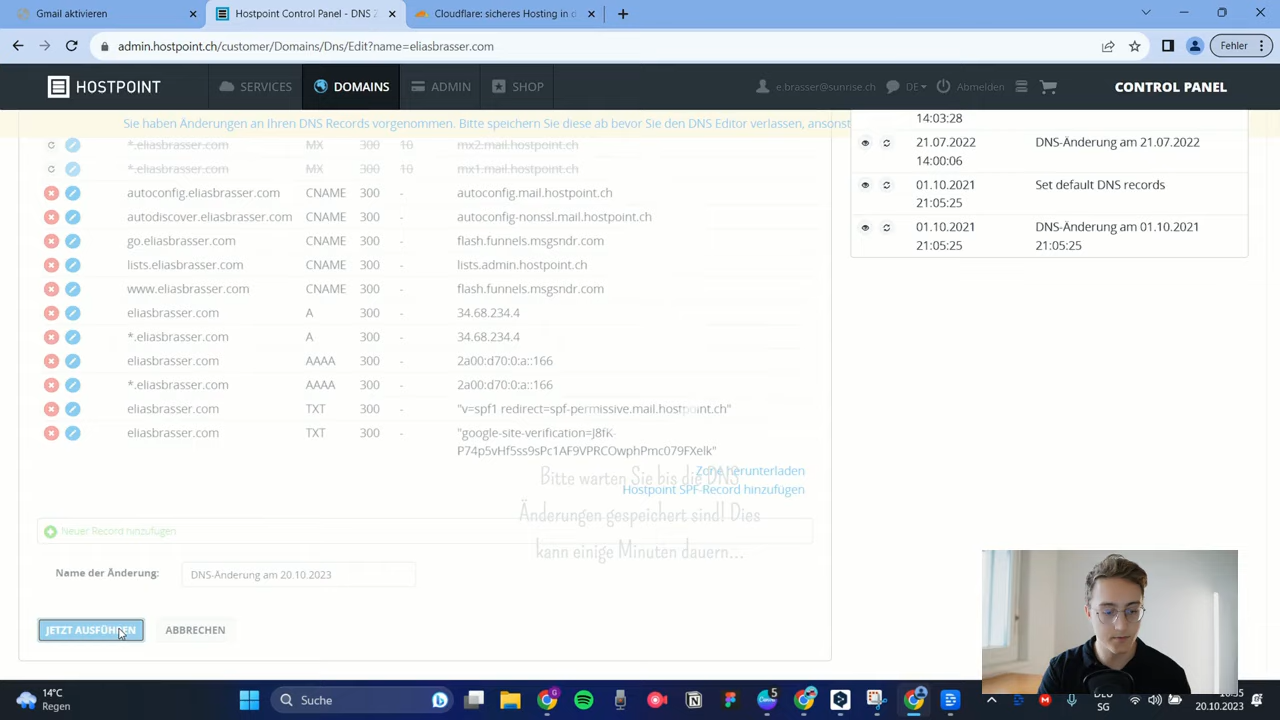 Gmail aktivieren
Hostpoint Control Panel - DNS 2
Cloudflare: sicheres Hosting in d
admin.hostpoint.ch/customer/Domains/Dns/Edit?name=eliasbrasser.com
Fehler
HOSTPOINT
SERVICES
DOMAINS
ADMIN
SHOP
e.brasser@sunrise.ch
DE
Abmelden
CONTROL PANEL
Sie haben Änderungen an Ihren DNS Records vorgenommen. Bitte speichern Sie diese ab bevor Sie den DNS Editor verlassen, ansonst
*.eliasbrasser.com MX 300 10 mx2.mail.hostpoint.ch
*.eliasbrasser.com MX 300 10 mx1.mail.hostpoint.ch
autoconfig.eliasbrasser.com CNAME 300 - autoconfig.mail.hostpoint.ch
autodiscover.eliasbrasser.com CNAME 300 - autoconfig-nonssl.mail.hostpoint.ch
go.eliasbrasser.com CNAME 300 - flash.funnels.msgsndr.com
lists.eliasbrasser.com CNAME 300 - lists.admin.hostpoint.ch
www.eliasbrasser.com CNAME 300 - flash.funnels.msgsndr.com
eliasbrasser.com A 300 - 34.68.234.4
*.eliasbrasser.com A 300 - 34.68.234.4
eliasbrasser.com AAAA 300 - 2a00:d70:0:a::166
*.eliasbrasser.com AAAA 300 - 2a00:d70:0:a::166
eliasbrasser.com TXT 300 - "v=spf1 redirect=spf-permissive.mail.hostpoint.ch"
eliasbrasser.com TXT 300 - "google-site-verification=J8fK-
P74p5vHf5ss9sPc1AF9VPRCOwphPmc079FXelk"
Zone herunterladen
Hostpoint SPF-Record hinzufügen
Bitte warten Sie bis die DNS
Änderungen gespeichert sind! Dies
kann einige Minuten dauern...
Neuer Record hinzufügen
Name der Änderung: DNS-Änderung am 20.10.2023
JETZT AUSFÜHREN
ABBRECHEN
14:03:28
21.07.2022 DNS-Änderung am 21.07.2022
14:00:06
01.10.2021 Set default DNS records
21:05:25
01.10.2021 DNS-Änderung am 01.10.2021
21:05:25 21:05:25
14°C
Regen
Suche
SG
20.10.2023